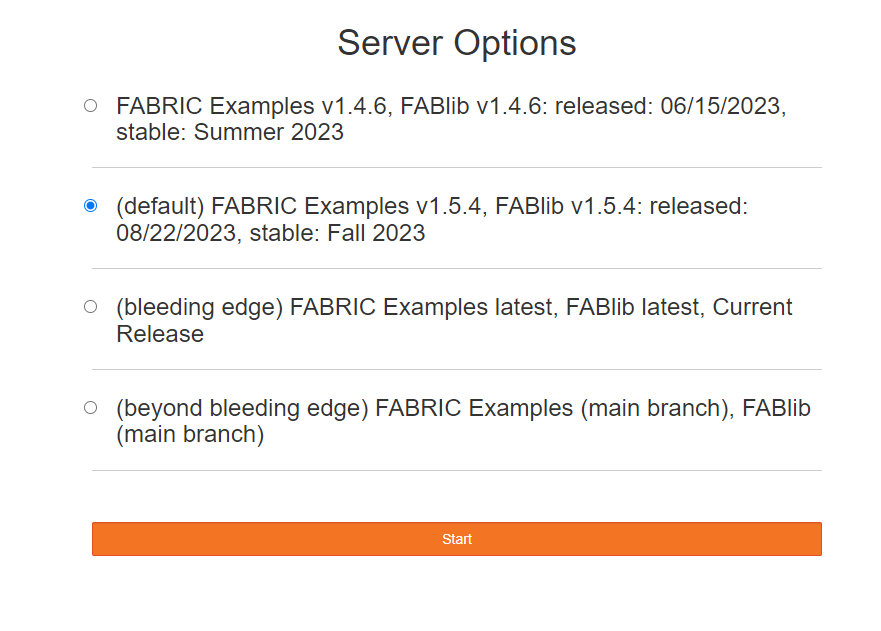 Server Options
FABRIC Examples v1.4.6, FABlib v1.4.6: released: 06/15/2023,
stable: Summer 2023
(default) FABRIC Examples v1.5.4, FABlib v1.5.4: released:
08/22/2023, stable: Fall 2023
(bleeding edge) FABRIC Examples latest, FABlib latest, Current
Release
(beyond bleeding edge) FABRIC Examples (main branch), FABlib
(main branch)
Start